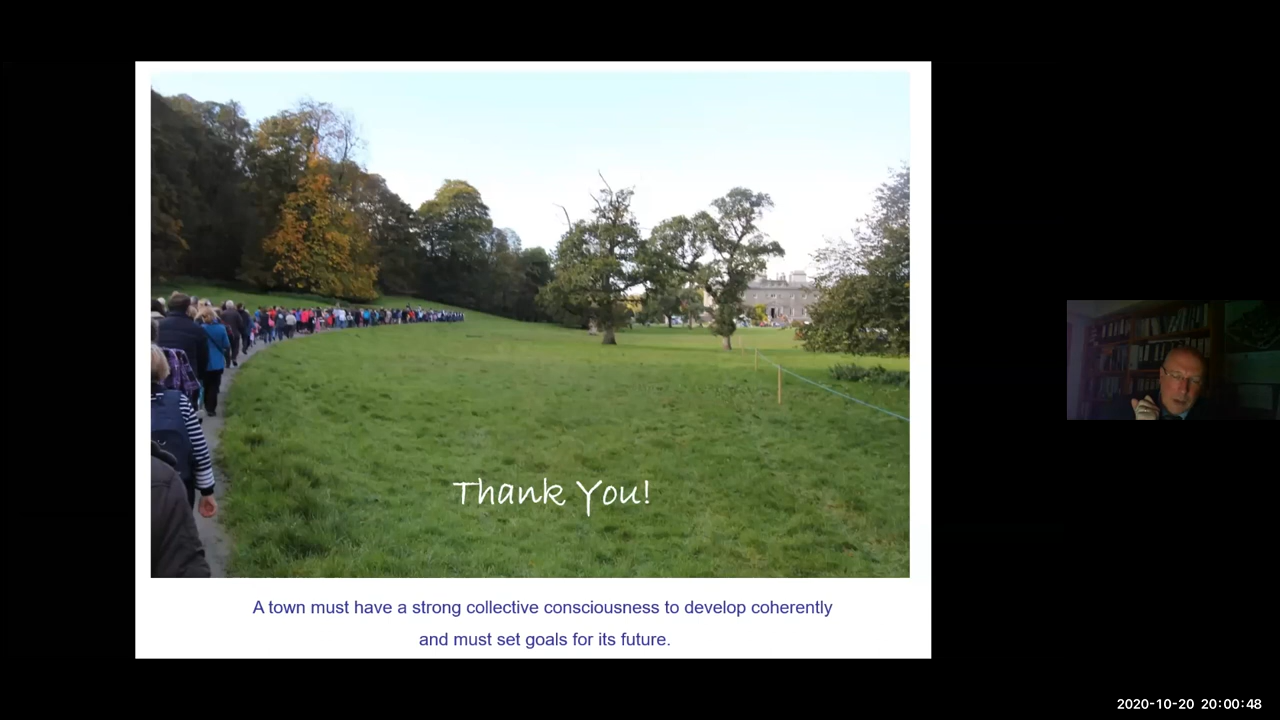 Thank You!
A town must have a strong collective consciousness to develop coherently
and must set goals for its future.
2020-10-20 20:00:48